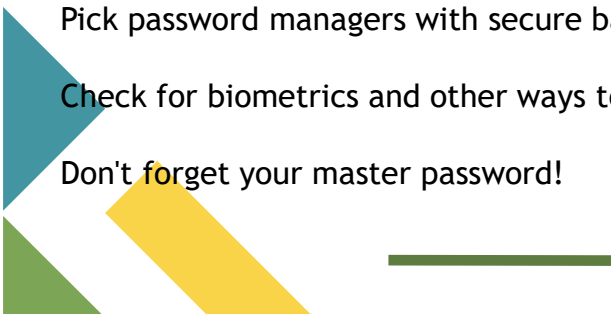 Pick password managers with secure
Check for biometrics and other ways
Don't forget your master password!